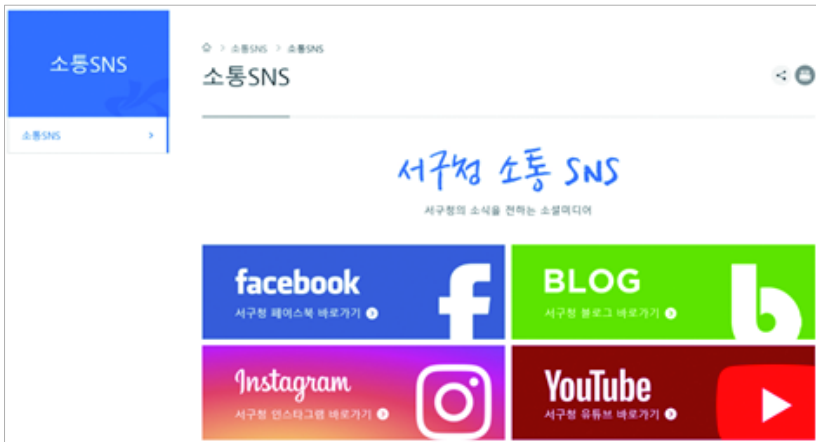 소통SNS
소통SNS >
> 소통SNS > 소통SNS
소통SNS
서구청 소통 SNS
서구청의 소식을 전하는 소셜미디어
facebook
서구청 페이스북 바로가기
BLOG
서구청 블로그 바로가기
Instagram
서구청 인스타그램 바로가기
YouTube
서구청 유튜브 바로가기